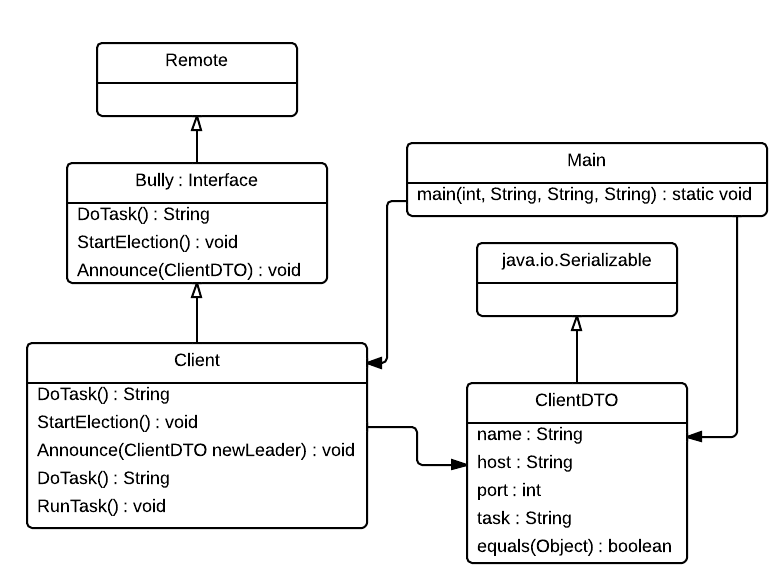 Remote
Bully : Interface
DoTask() : String
StartElection() : void
Announce(ClientDTO) : void
Main
main(int, String, String, String) : static void
java.io.Serializable
Client
DoTask() : String
StartElection() : void
Announce(ClientDTO newLeader) : void
DoTask() : String
RunTask() : void
ClientDTO
name : String
host : String
port : int
task : String
equals(Object) : boolean